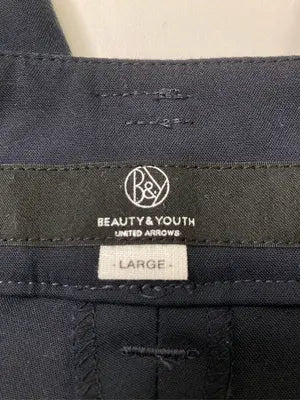 B&Y
BEAUTY & YOUTH
UNITED ARROWS
- LARGE -